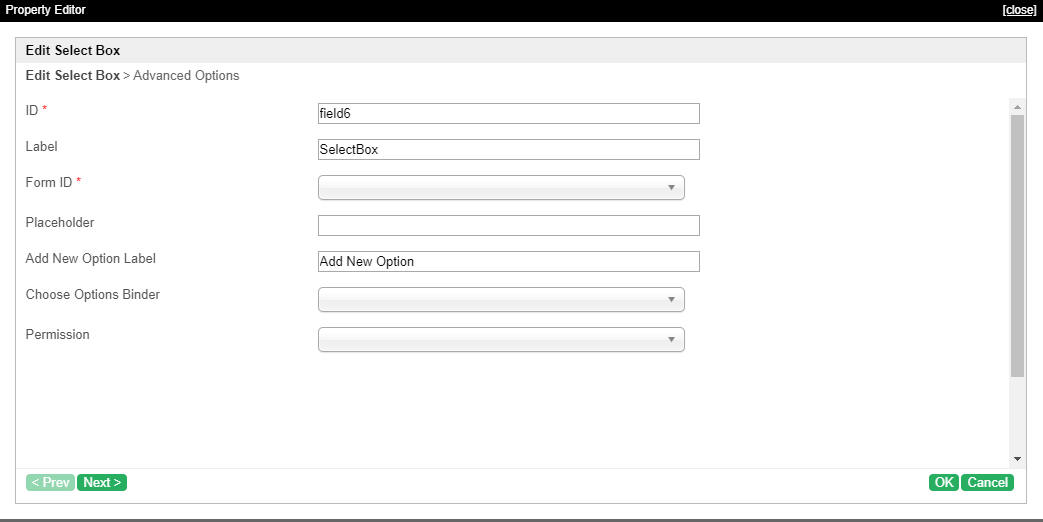 Property Editor [close]
Edit Select Box
Edit Select Box > Advanced Options
ID *
field6
Label
SelectBox
Form ID *
Placeholder
Add New Option Label
Add New Option
Choose Options Binder
Permission
< Prev Next > OK Cancel